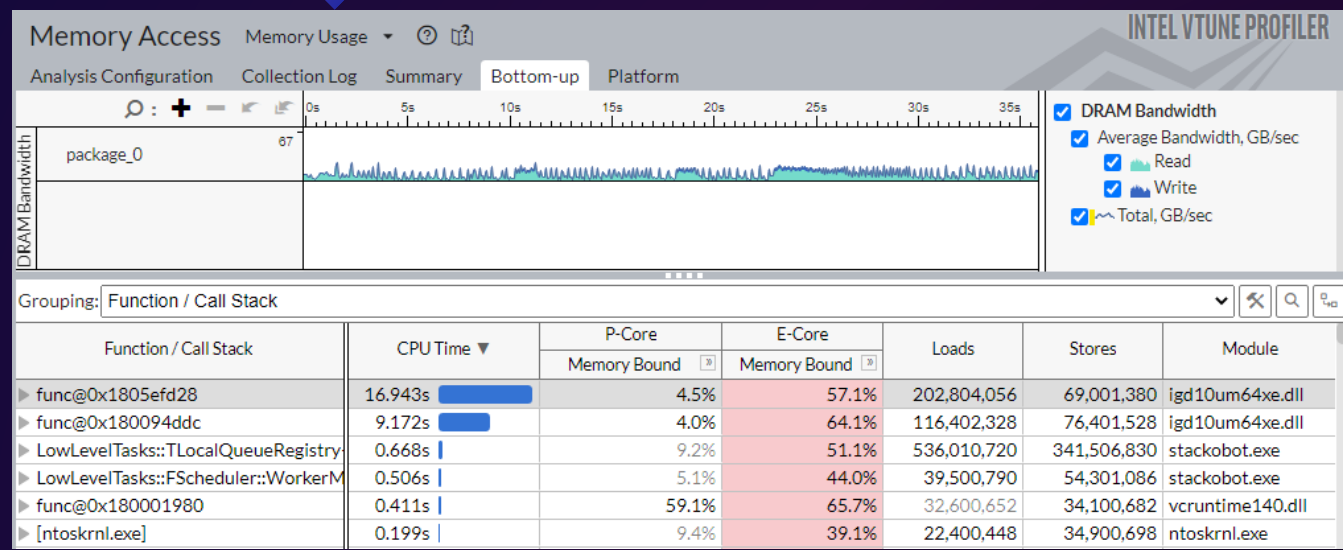 Memory Access Memory Usage
INTEL VTUNE PROFILER
Analysis Configuration Collection Log Summary Bottom-up Platform
0s 5s 10s 15s 20s 25s 30s 35s
DRAM Bandwidth
package_0
67
DRAM Bandwidth
Average Bandwidth, GB/sec
Read
Write
Total, GB/sec
Grouping: Function / Call Stack
Function / Call Stack CPU Time P-Core E-Core Loads Stores Module
Memory Bound Memory Bound
func@0x1805efd28 16.943s 4.5% 57.1% 202,804,056 69,001,380 igd10um64xe.dll
func@0x180094ddc 9.172s 4.0% 64.1% 116,402,328 76,401,528 igd10um64xe.dll
LowLevelTasks::TLocalQueueRegistry 0.668s 9.2% 51.1% 536,010,720 341,506,830 stackobot.exe
LowLevelTasks::FScheduler::WorkerM 0.506s 5.1% 44.0% 39,500,790 54,301,086 stackobot.exe
func@0x180001980 0.411s 59.1% 65.7% 32,600,652 34,100,682 vcruntime140.dll
[ntoskrnl.exe] 0.199s 9.4% 39.1% 22,400,448 34,900,698 ntoskrnl.exe